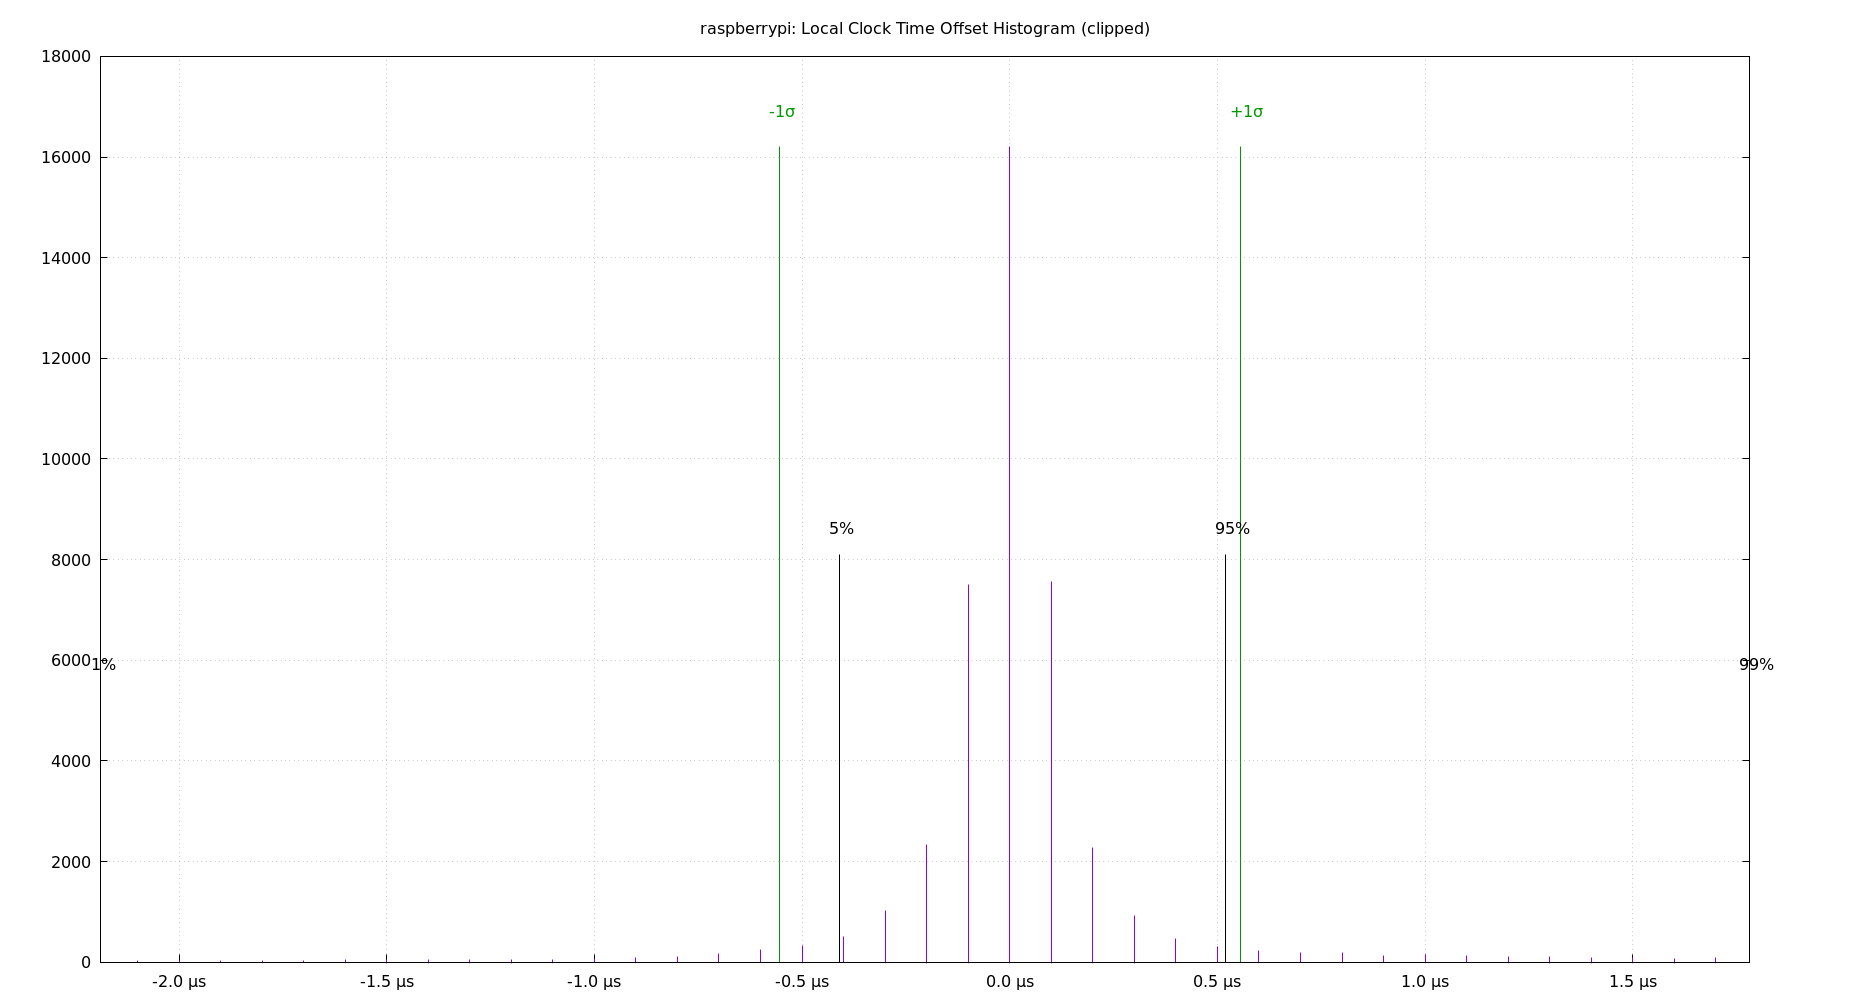 raspberrypi: Local Clock Time Offset Histogram (clipped)
18000
-1σ +1σ
16000
14000
12000
10000
5% 95%
8000
6000 1% 99%
4000
2000
0
-2.0 µs -1.5 µs -1.0 µs -0.5 µs 0.0 µs 0.5 µs 1.0 µs 1.5 µs